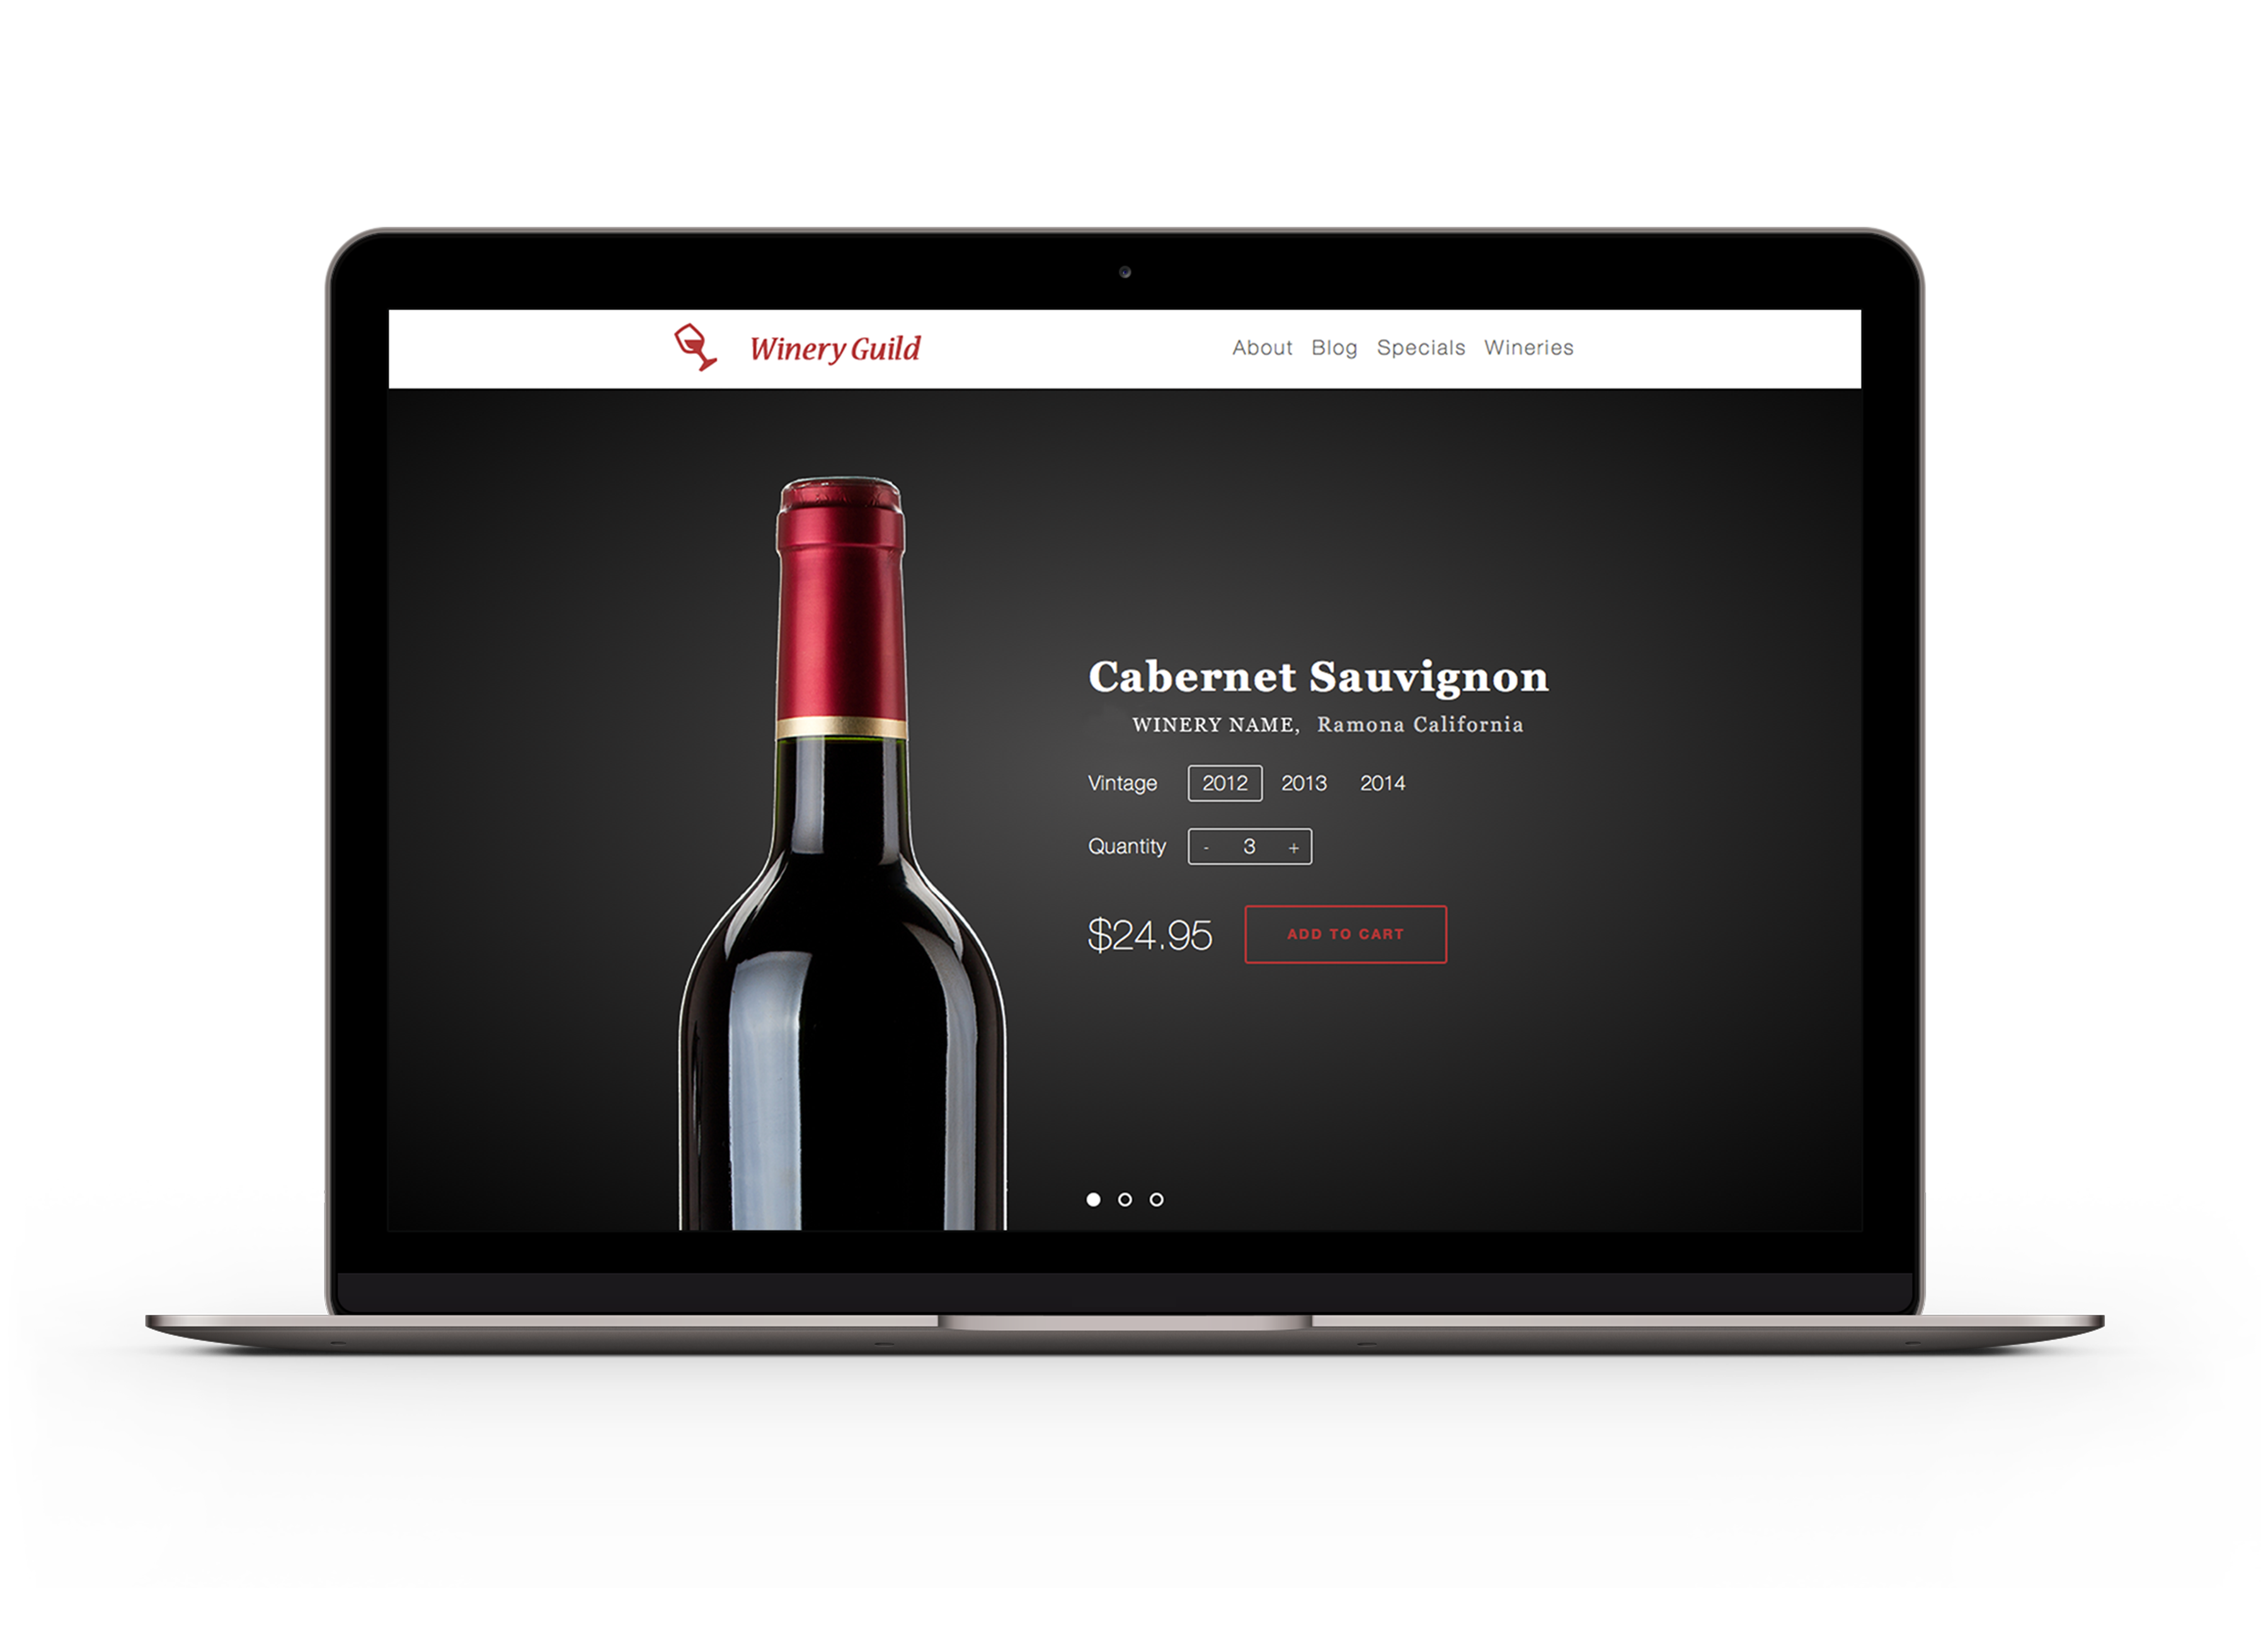 Winery Guild
About Blog Specials Wineries
Cabernet Sauvignon
WINERY NAME, Ramona California
Vintage 2012 2013 2014
Quantity - 3 +
$24.95 ADD TO CART